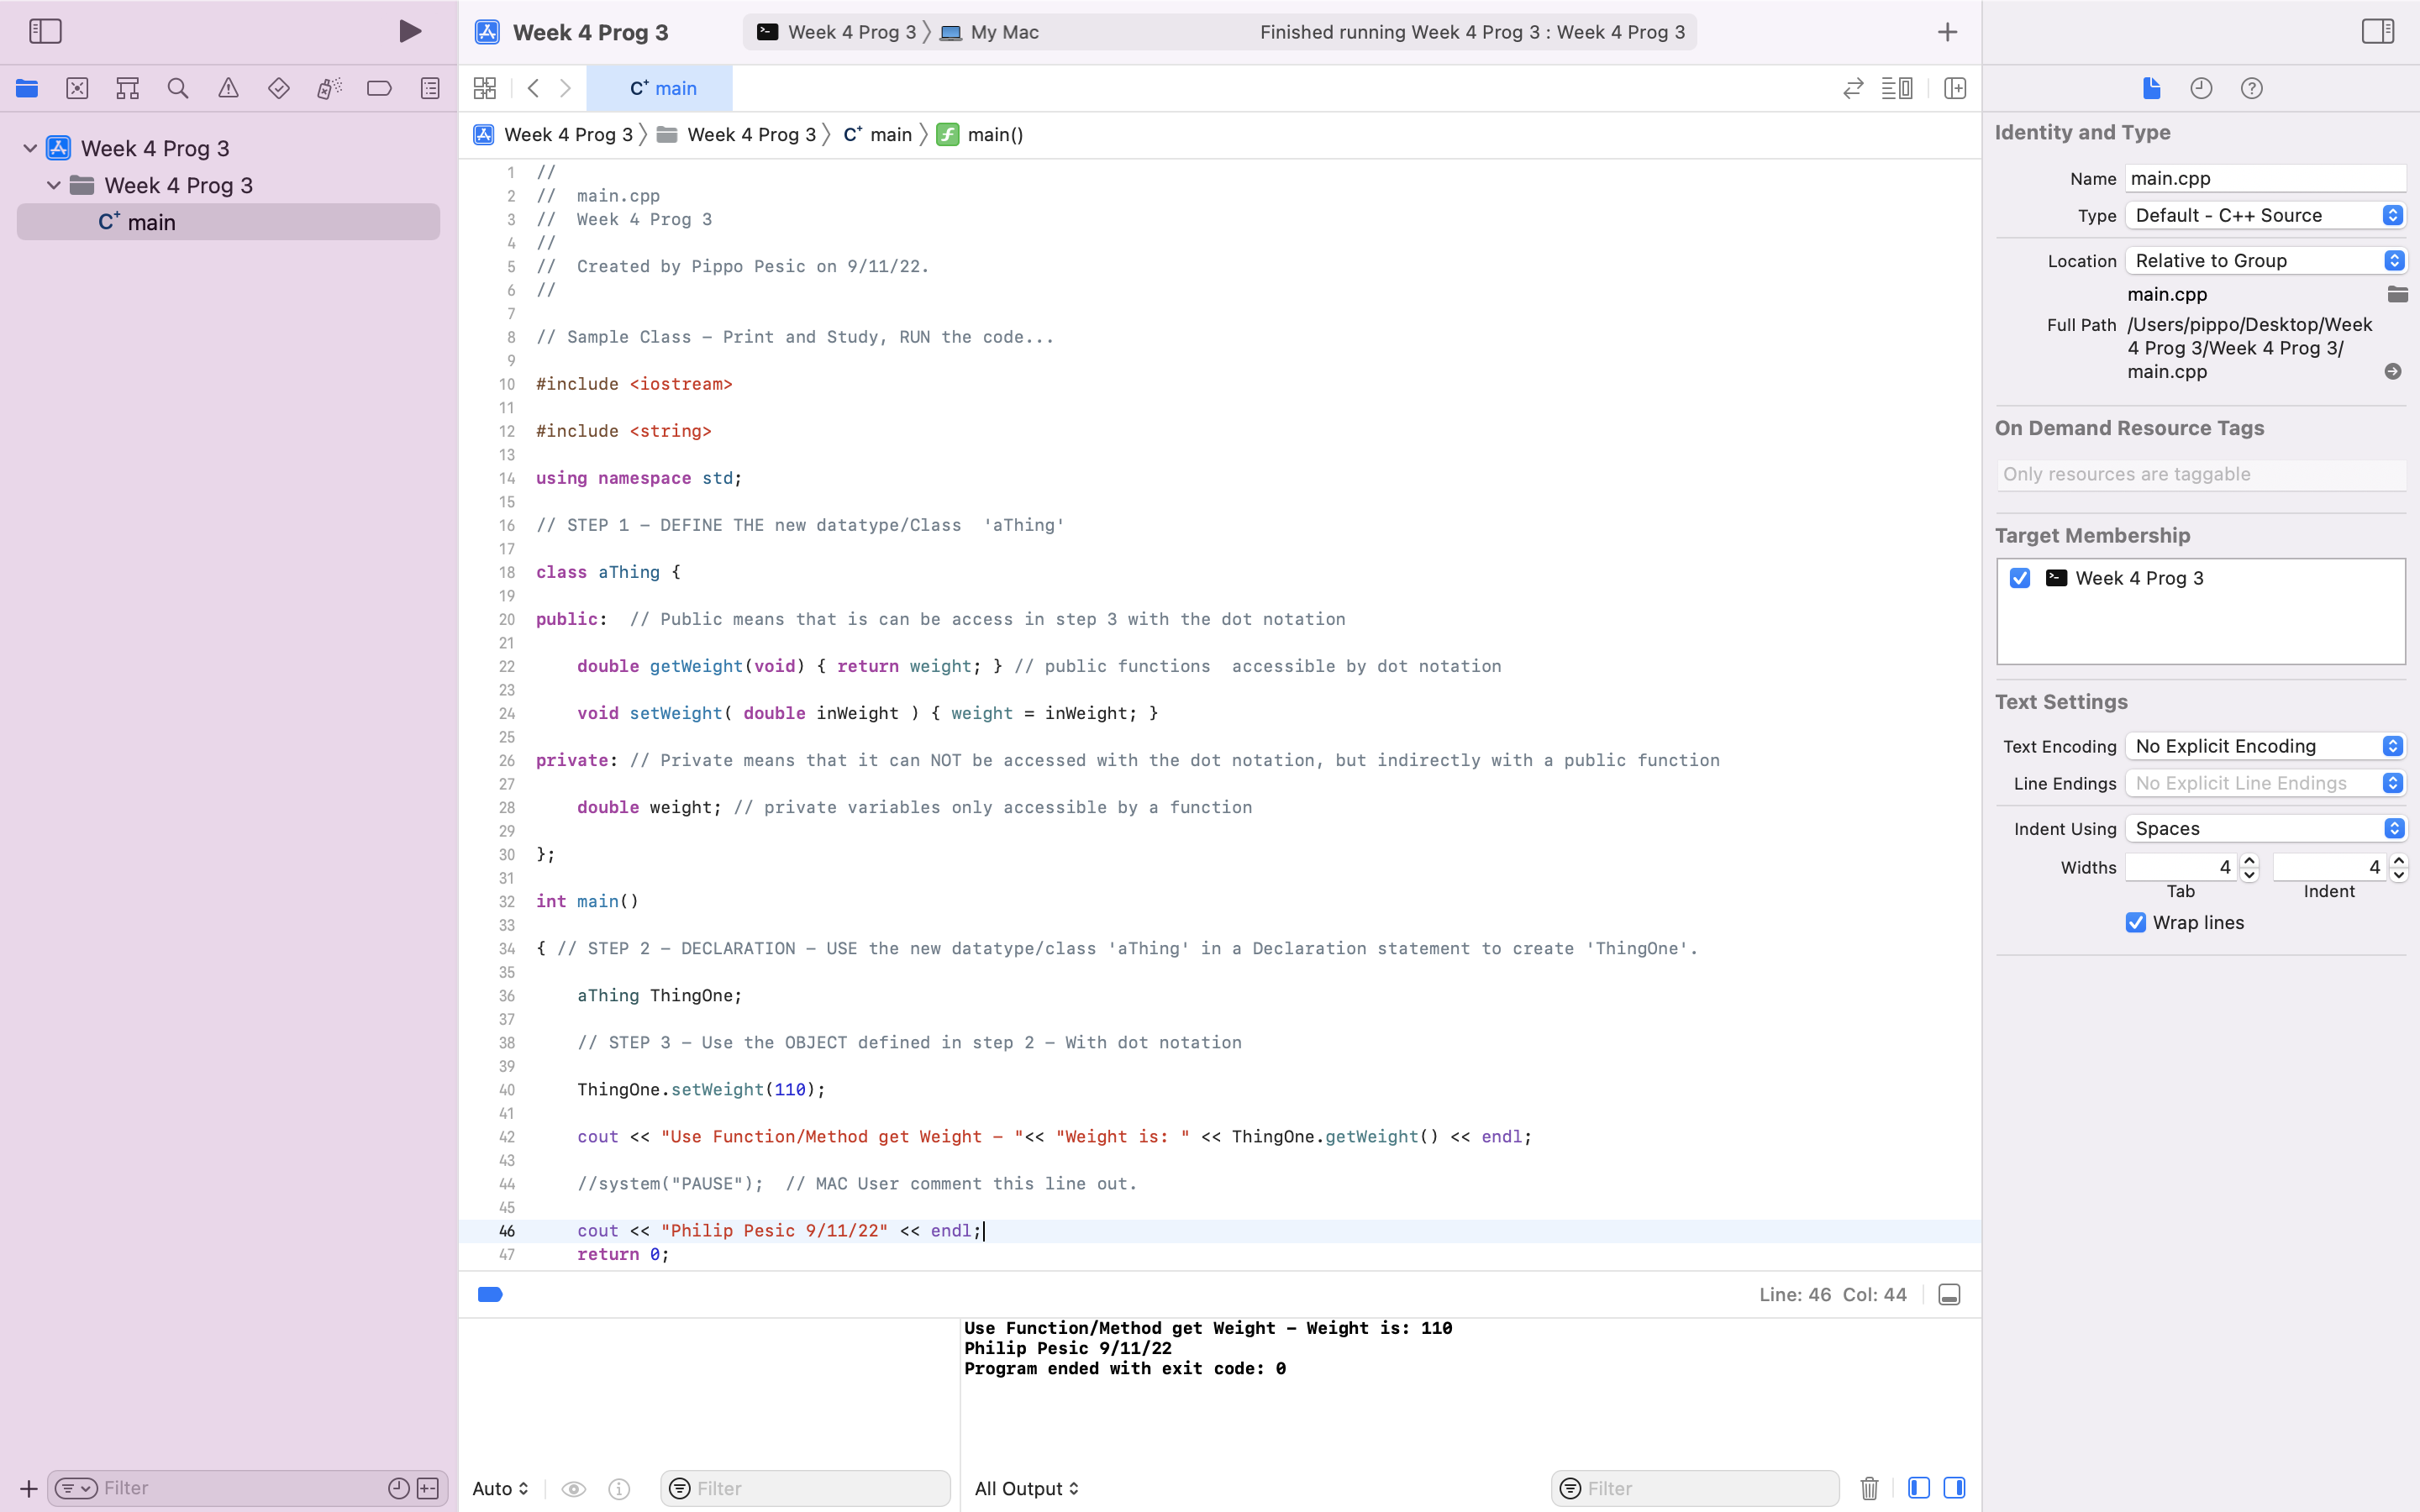 Week 4 Prog 3
Week 4 Prog 3 My Mac Finished running Week 4 Prog 3 : Week 4 Prog 3
C+ main
Week 4 Prog 3 Week 4 Prog 3 C+ main main()
Week 4 Prog 3
Week 4 Prog 3
C+ main
1 //
2 //  main.cpp
3 //  Week 4 Prog 3
4 //
5 //  Created by Pippo Pesic on 9/11/22.
6 //
7
8 // Sample Class – Print and Study, RUN the code...
9
10 #include <iostream>
11
12 #include <string>
13
14 using namespace std;
15
16 // STEP 1 – DEFINE THE new datatype/Class  'aThing'
17
18 class aThing {
19
20 public:  // Public means that is can be access in step 3 with the dot notation
21
22     double getWeight(void) { return weight; } // public functions  accessible by dot notation
23
24     void setWeight( double inWeight ) { weight = inWeight; }
25
26 private: // Private means that it can NOT be accessed with the dot notation, but indirectly with a public function
27
28     double weight; // private variables only accessible by a function
29
30 };
31
32 int main()
33
34 { // STEP 2 – DECLARATION – USE the new datatype/class 'aThing' in a Declaration statement to create 'ThingOne'.
35
36     aThing ThingOne;
37
38     // STEP 3 – Use the OBJECT defined in step 2 – With dot notation
39
40     ThingOne.setWeight(110);
41
42     cout << "Use Function/Method get Weight – "<< "Weight is: " << ThingOne.getWeight() << endl;
43
44     //system("PAUSE");  // MAC User comment this line out.
45
46     cout << "Philip Pesic 9/11/22" << endl;
47     return 0;
Line: 46 Col: 44
Use Function/Method get Weight – Weight is: 110
Philip Pesic 9/11/22
Program ended with exit code: 0
Filter
Auto
Filter
All Output
Filter
Identity and Type
Name main.cpp
Type Default - C++ Source
Location Relative to Group
main.cpp
Full Path /Users/pippo/Desktop/Week
4 Prog 3/Week 4 Prog 3/
main.cpp
On Demand Resource Tags
Only resources are taggable
Target Membership
Week 4 Prog 3
Text Settings
Text Encoding No Explicit Encoding
Line Endings No Explicit Line Endings
Indent Using Spaces
Widths 4 4
Tab Indent
Wrap lines